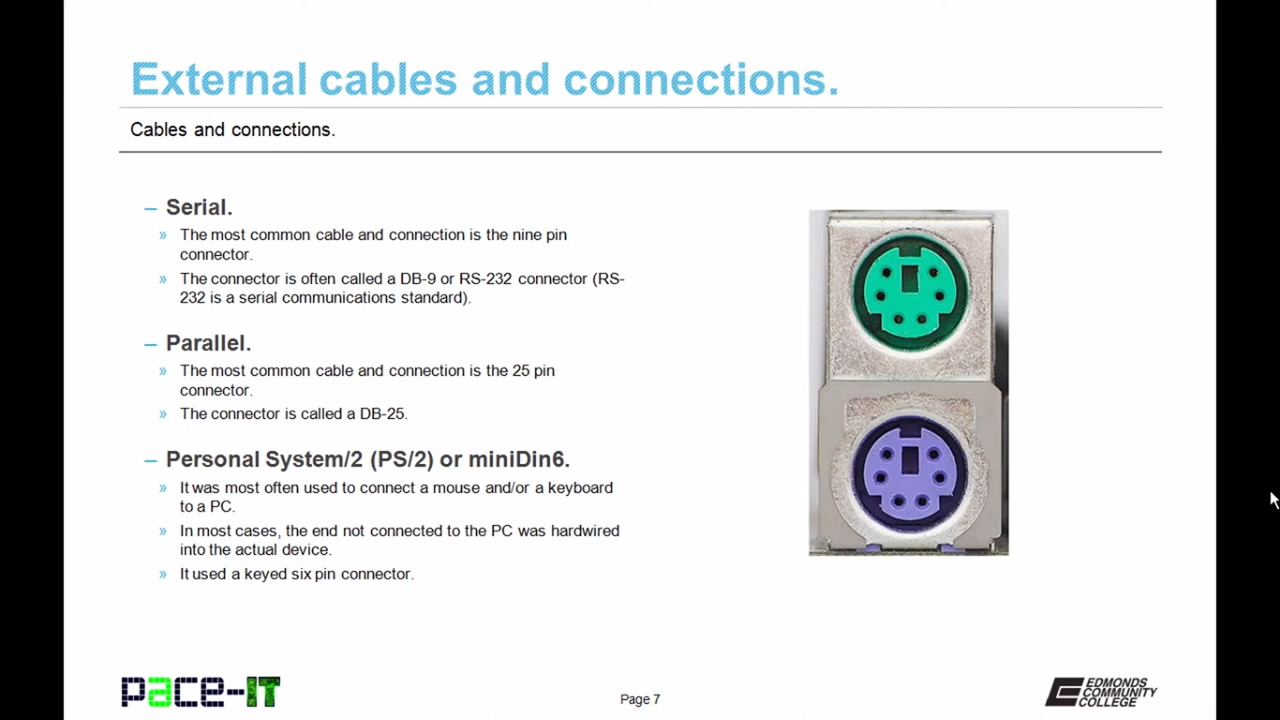 External cables and connections.
Cables and connections.
– Serial.
» The most common cable and connection is the nine pin
connector.
» The connector is often called a DB-9 or RS-232 connector (RS-
232 is a serial communications standard).
– Parallel.
» The most common cable and connection is the 25 pin
connector.
» The connector is called a DB-25.
– Personal System/2 (PS/2) or miniDin6.
» It was most often used to connect a mouse and/or a keyboard
to a PC.
» In most cases, the end not connected to the PC was hardwired
into the actual device.
» It used a keyed six pin connector.
pace-IT
Page 7
EDMONDS
COMMUNITY
COLLEGE